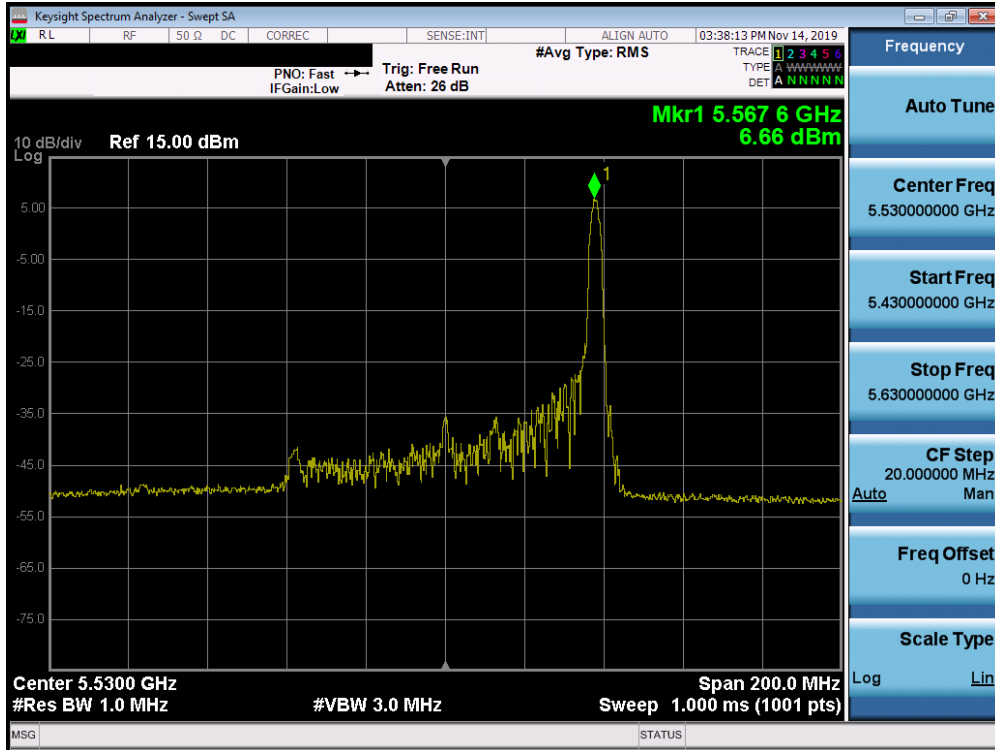 Keysight Spectrum Analyzer - Swept SA
LXI RL RF 50 Ω DC CORREC SENSE:INT ALIGN AUTO 03:38:13 PM Nov 14, 2019
#Avg Type: RMS TRACE 1 2 3 4 5 6
PNO: Fast Trig: Free Run TYPE A WWWWW
IFGain:Low Atten: 26 dB DET A N N N N N
Mkr1 5.567 6 GHz
6.66 dBm
10 dB/div Ref 15.00 dBm
Log
1
5.00
-5.00
-15.0
-25.0
-35.0
-45.0
-55.0
-65.0
-75.0
Center 5.5300 GHz Span 200.0 MHz
#Res BW 1.0 MHz #VBW 3.0 MHz Sweep 1.000 ms (1001 pts)
MSG STATUS
Frequency
Auto Tune
Center Freq
5.530000000 GHz
Start Freq
5.430000000 GHz
Stop Freq
5.630000000 GHz
CF Step
20.000000 MHz
Auto Man
Freq Offset
0 Hz
Scale Type
Log Lin